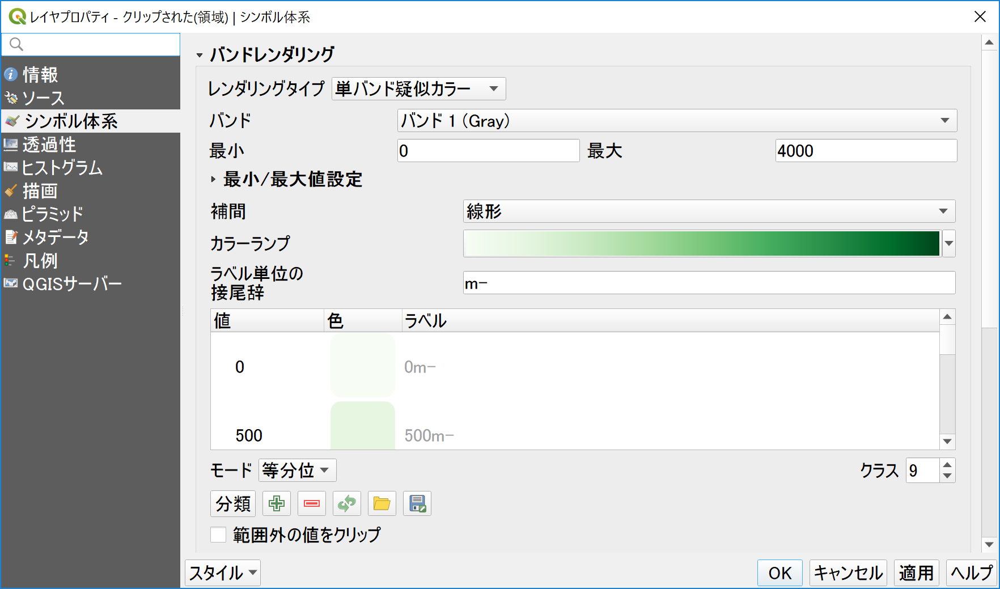 レイヤプロパティ - クリップされた(領域) | シンボル体系
情報
ソース
シンボル体系
透過性
ヒストグラム
描画
ピラミッド
メタデータ
凡例
QGISサーバー
バンドレンダリング
レンダリングタイプ 単バンド疑似カラー
バンド バンド 1 (Gray)
最小 0 最大 4000
最小/最大値設定
補間 線形
カラーランプ
ラベル単位の
接尾辞 m-
値 色 ラベル
0 0m-
500 500m-
モード 等分位 クラス 9
分類
範囲外の値をクリップ
スタイル OK キャンセル 適用 ヘルプ